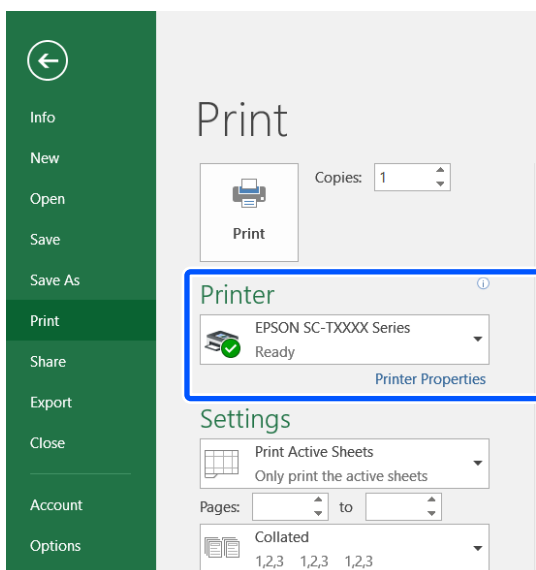 Info
New
Open
Save
Save As
Print
Share
Export
Close
Account
Options
Print
Print
Copies: 1
Printer
EPSON SC-TXXXX Series
Ready
Printer Properties
Settings
Print Active Sheets
Only print the active sheets
Pages: to
Collated
1,2,3 1,2,3 1,2,3